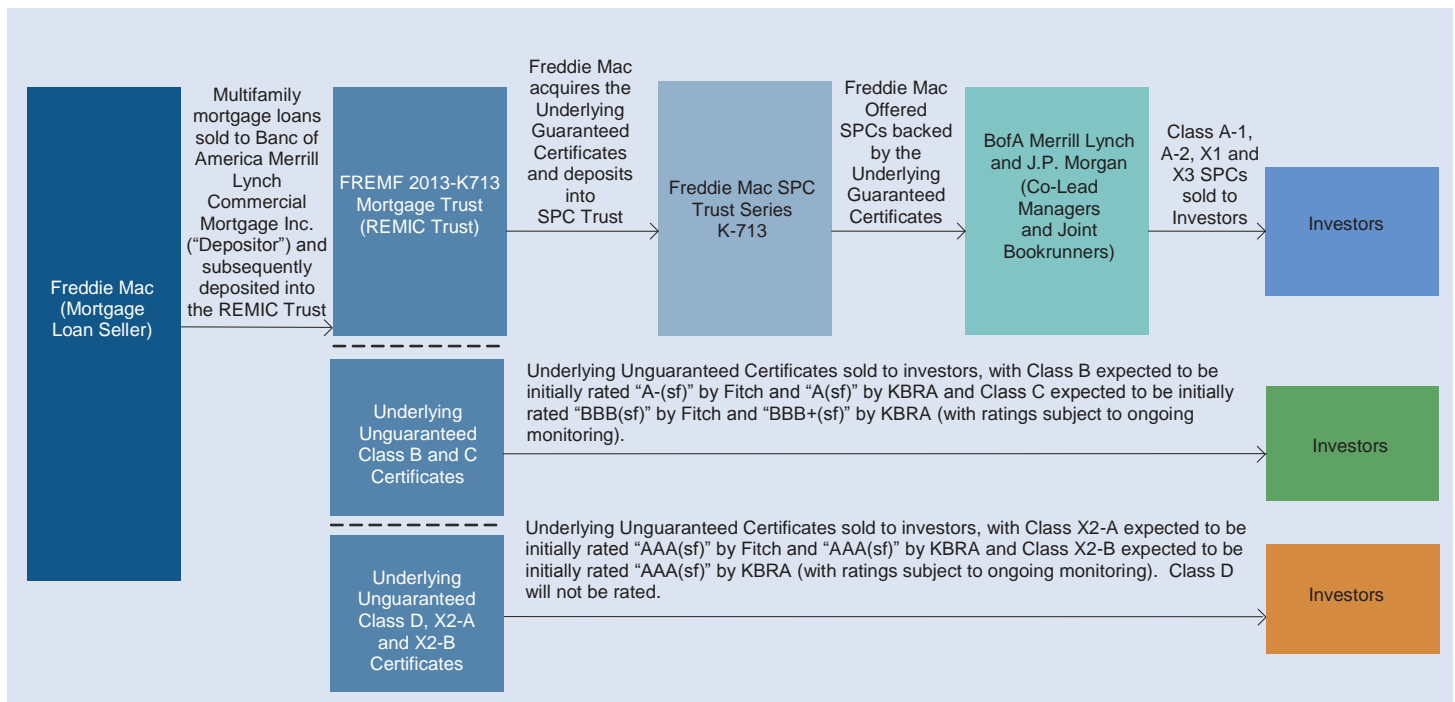 Freddie Mac
(Mortgage
Loan Seller)
Multifamily
mortgage loans
sold to Banc of
America Merrill
Lynch
Commercial
Mortgage Inc.
(“Depositor”) and
subsequently
deposited into
the REMIC Trust
FREMF 2013-K713
Mortgage Trust
(REMIC Trust)
Freddie Mac
acquires the
Underlying
Guaranteed
Certificates
and deposits
into
SPC Trust
Freddie Mac SPC
Trust Series
K-713
Freddie Mac
Offered
SPCs backed
by the
Underlying
Guaranteed
Certificates
BofA Merrill Lynch
and J.P. Morgan
(Co-Lead
Managers
and Joint
Bookrunners)
Class A-1,
A-2, X1 and
X3 SPCs
sold to
Investors
Investors
Underlying
Unguaranteed
Class B and C
Certificates
Underlying Unguaranteed Certificates sold to investors, with Class B expected to be
initially rated “A-(sf)” by Fitch and “A(sf)” by KBRA and Class C expected to be initially
rated “BBB(sf)” by Fitch and “BBB+(sf)” by KBRA (with ratings subject to ongoing
monitoring).
Investors
Underlying
Unguaranteed
Class D, X2-A
and X2-B
Certificates
Underlying Unguaranteed Certificates sold to investors, with Class X2-A expected to be
initially rated “AAA(sf)” by Fitch and “AAA(sf)” by KBRA and Class X2-B expected to be
initially rated “AAA(sf)” by KBRA (with ratings subject to ongoing monitoring).  Class D
will not be rated.
Investors